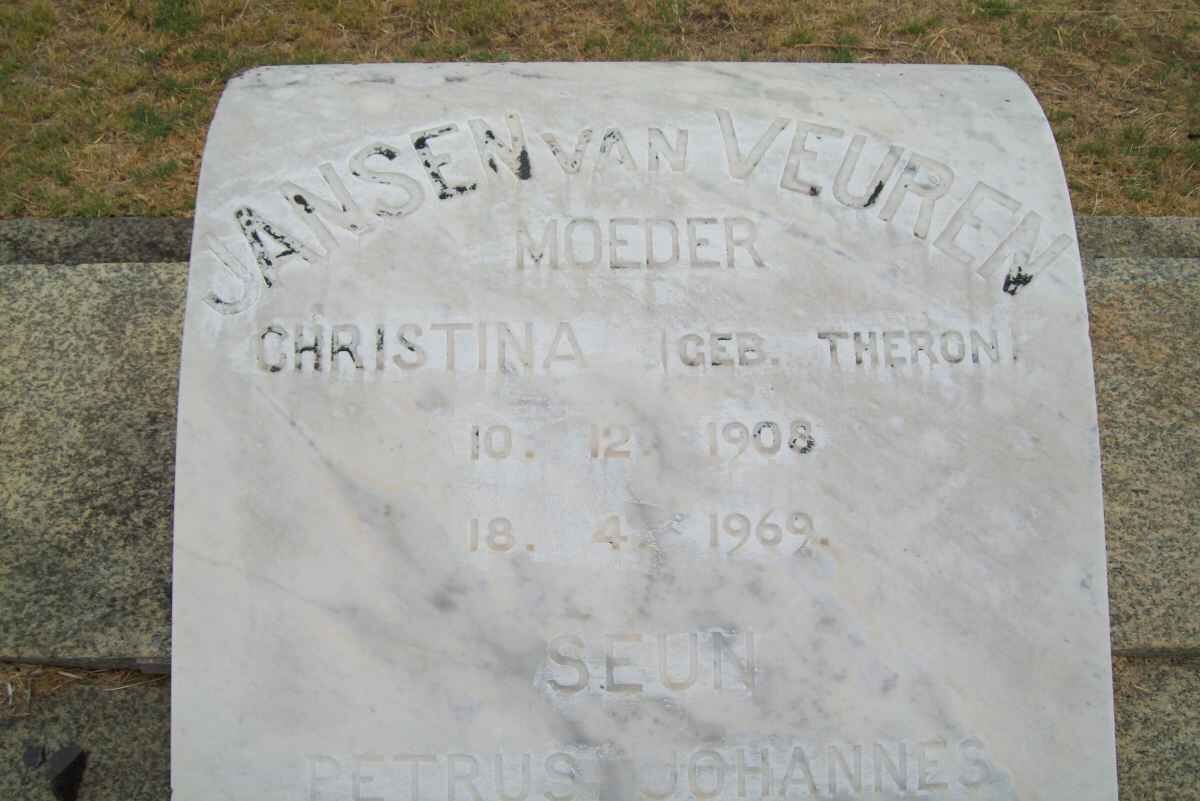 JANSEN VAN VEUREN
MOEDER
CHRISTINA (GEB. THERON)
10. 12. 1908
18. 4. 1969.
SEUN
PETRUS JOHANNES